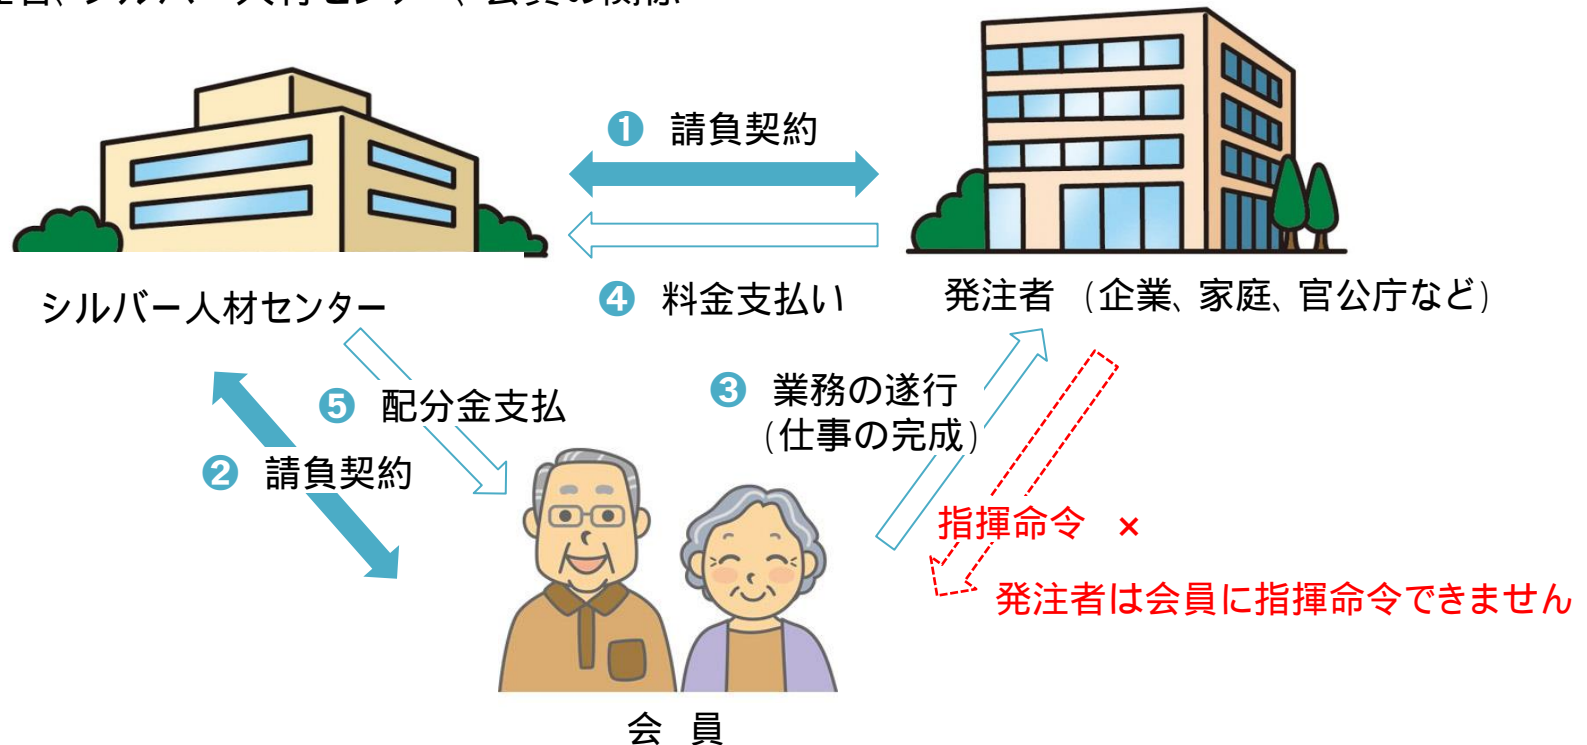 ❶ 請負契約
❹ 料金支払い
シルバー人材センター
発注者 (企業、家庭、官公庁など)
❺ 配分金支払
❸ 業務の遂行
(仕事の完成)
❷ 請負契約
指揮命令 ×
発注者は会員に指揮命令できません
会 員